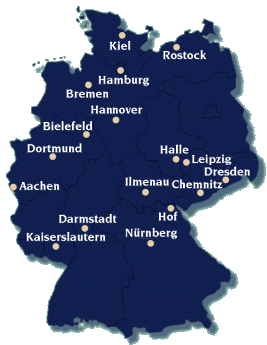 Kiel
Rostock
Hamburg
Bremen
Hannover
Bielefeld
Dortmund
Halle
Leipzig
Dresden
Aachen
Ilmenau
Chemnitz
Hof
Darmstadt
Nürnberg
Kaiserslautern